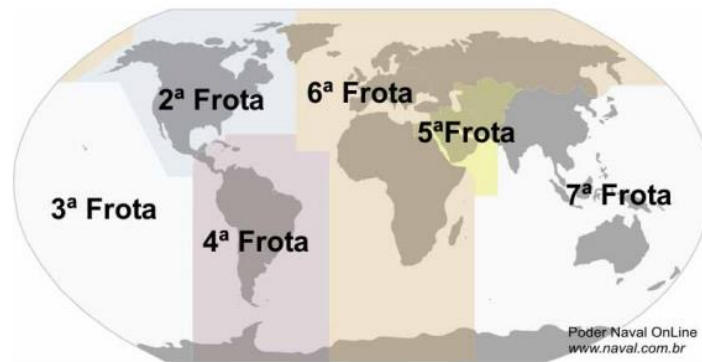 2ª Frota
6ª Frota
5ªFrota
3ª Frota
4ª Frota
7ª Frota
Poder Naval OnLine
www.naval.com.br